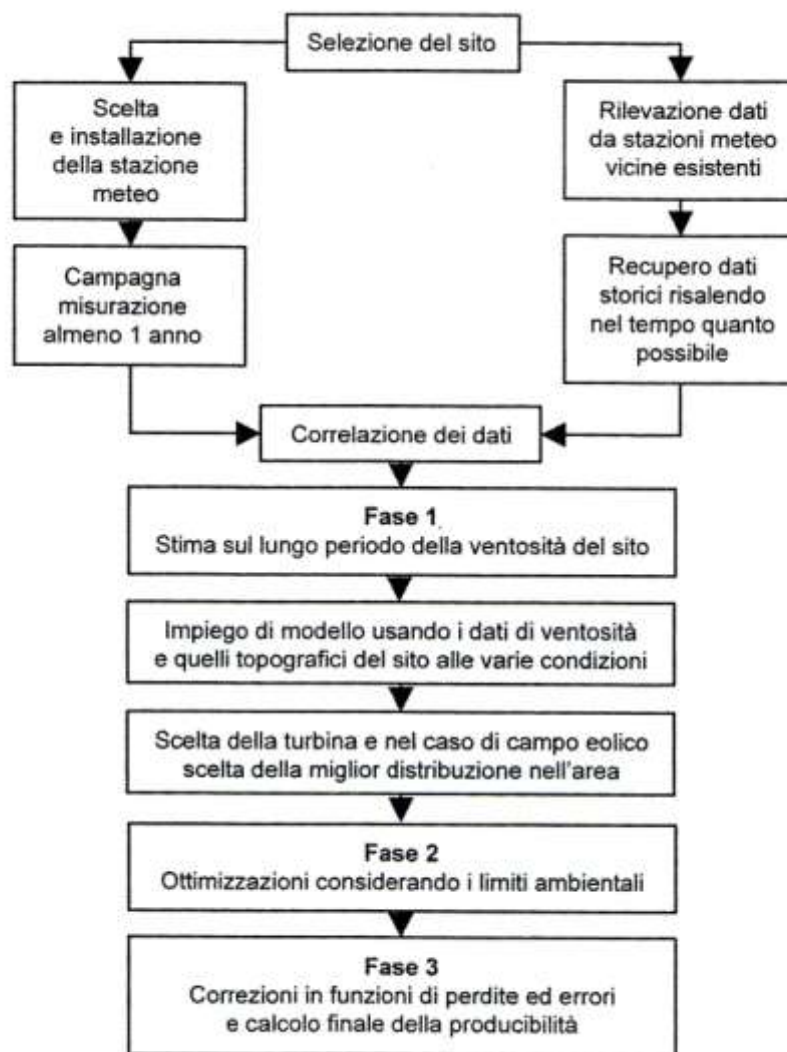 Selezione del sito
Scelta
e installazione
della stazione
meteo
Rilevazione dati
da stazioni meteo
vicine esistenti
Campagna
misurazione
almeno 1 anno
Recupero dati
storici risalendo
nel tempo quanto
possibile
Correlazione dei dati
Fase 1
Stima sul lungo periodo della ventosità del sito
Impiego di modello usando i dati di ventosità
e quelli topografici del sito alle varie condizioni
Scelta della turbina e nel caso di campo eolico
scelta della miglior distribuzione nell'area
Fase 2
Ottimizzazioni considerando i limiti ambientali
Fase 3
Correzioni in funzioni di perdite ed errori
e calcolo finale della producibilità